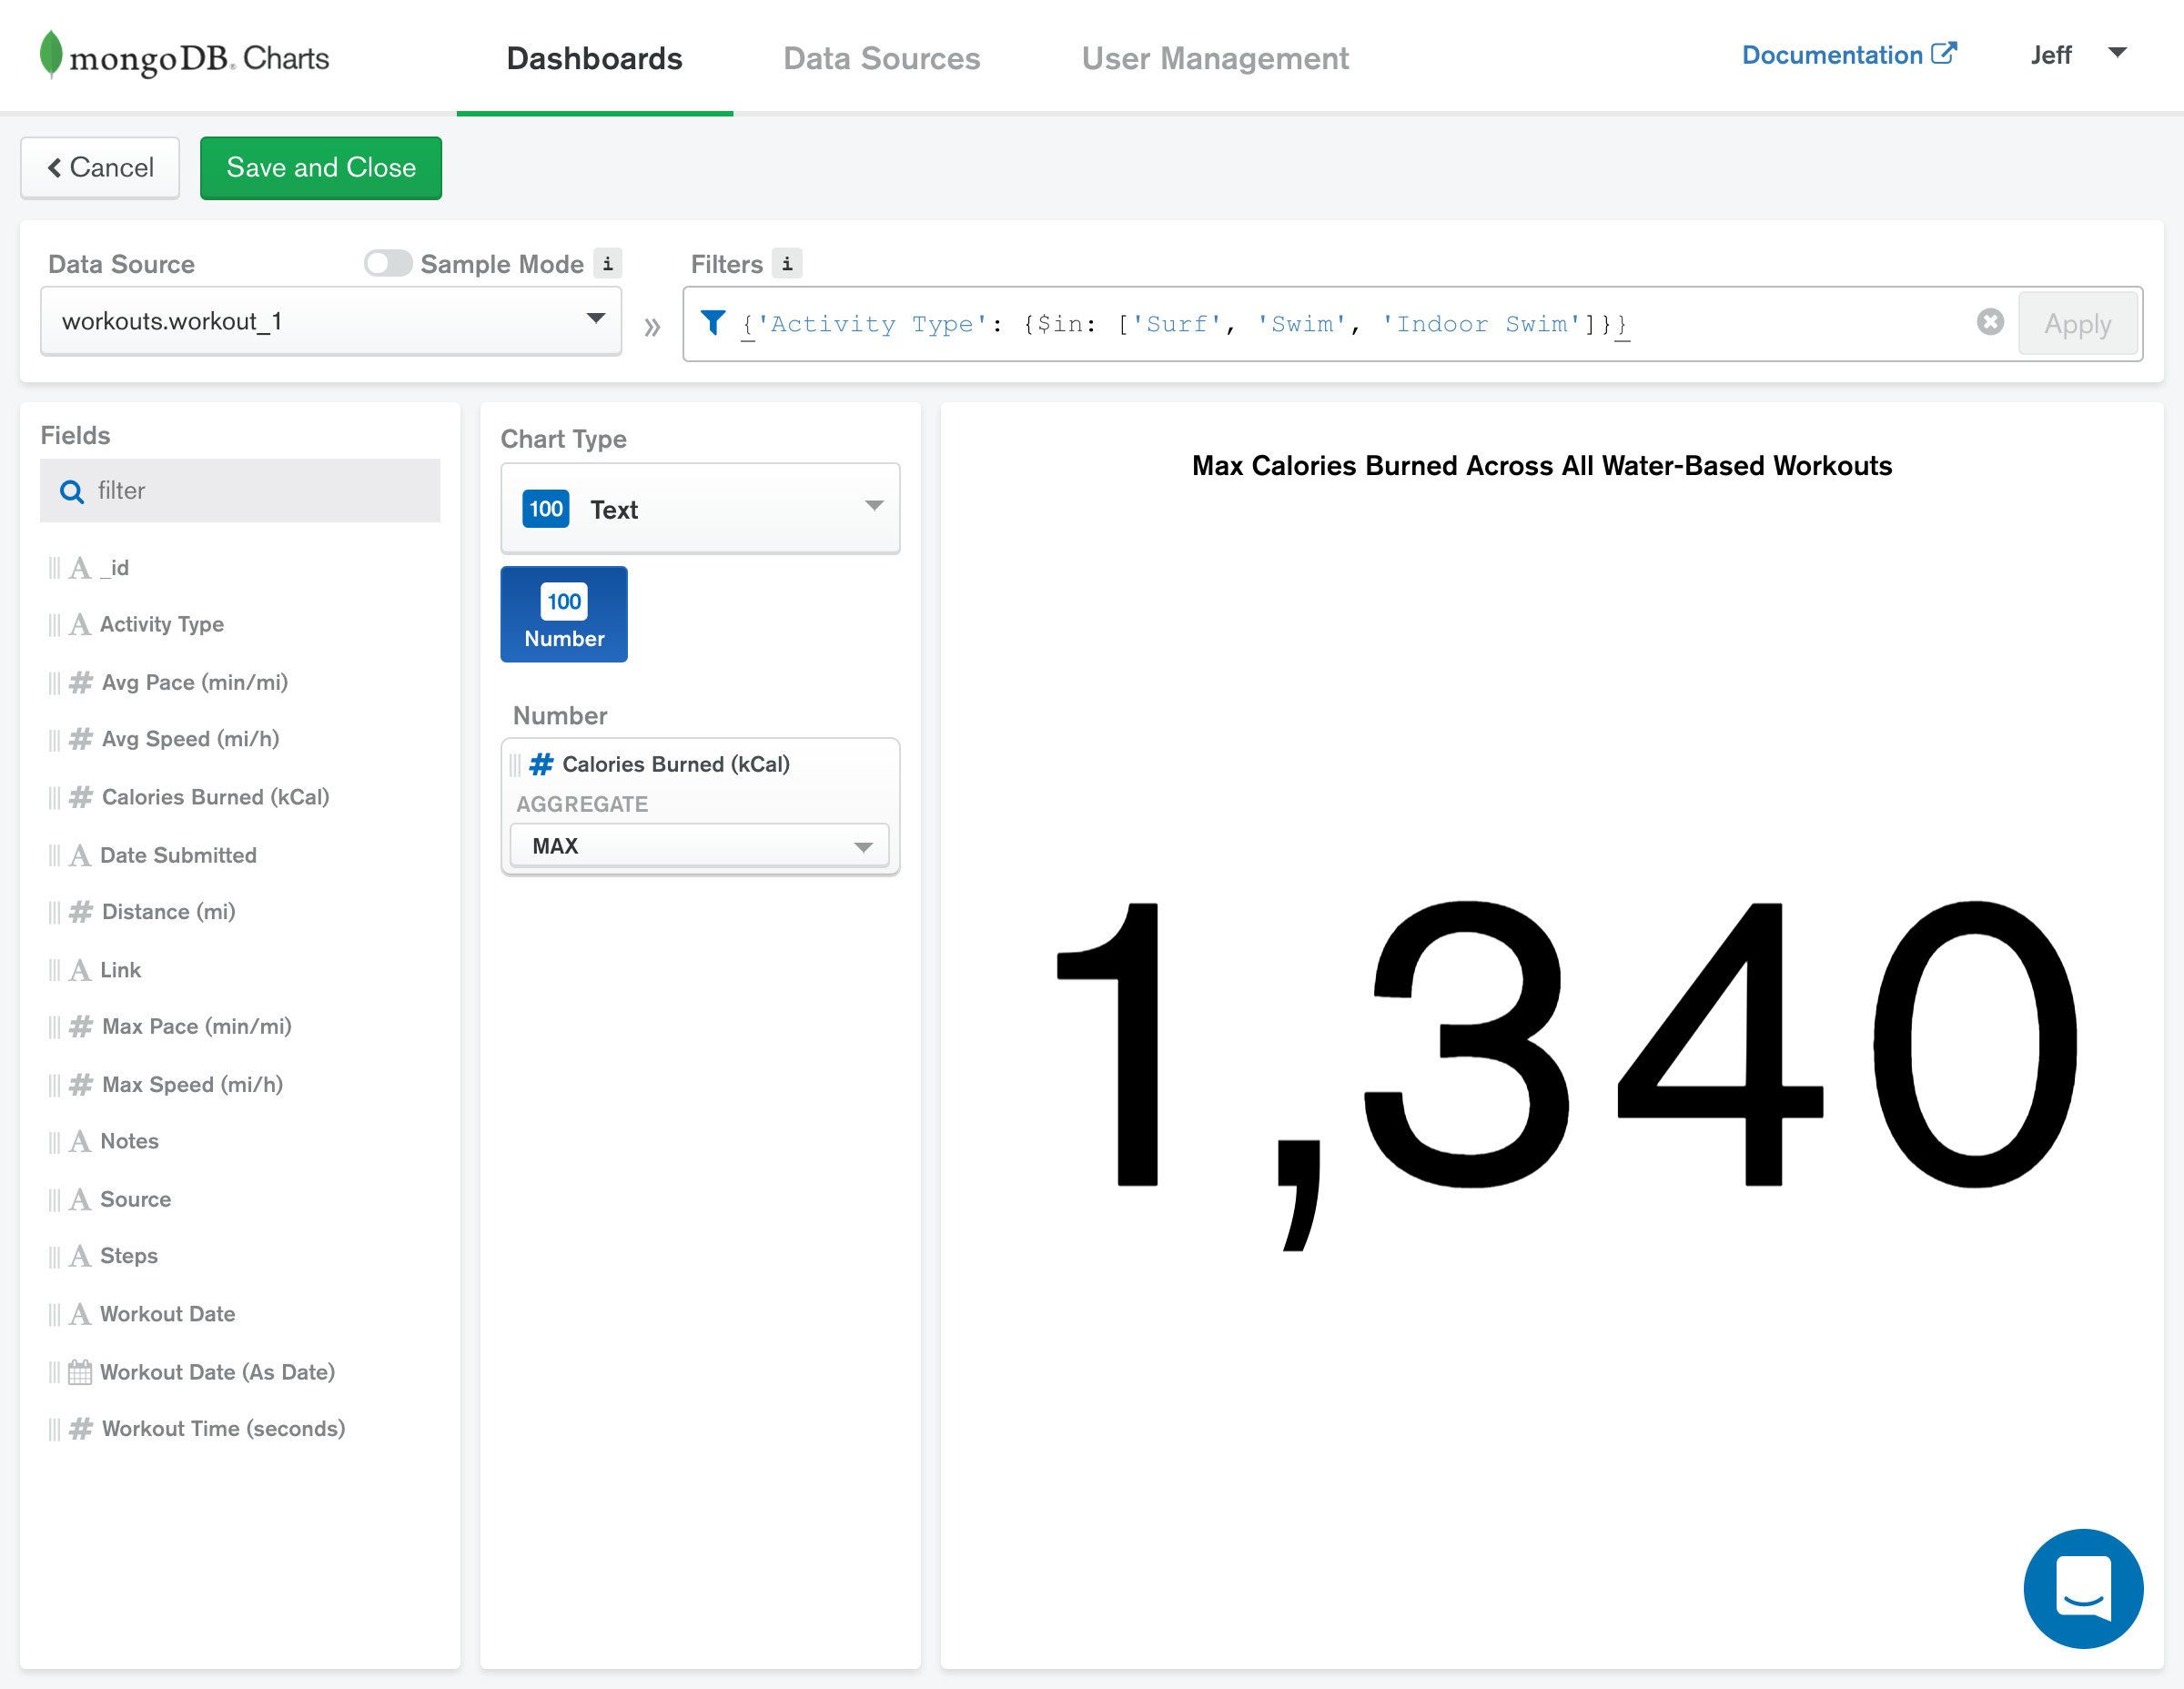 mongoDB. Charts
Dashboards
Data Sources
User Management
Documentation
Jeff
Cancel
Save and Close
Data Source
Sample Mode
i
Filters
i
workouts.workout_1
»
{'Activity Type': {$in: ['Surf', 'Swim', 'Indoor Swim']}}
Apply
Fields
filter
A _id
A Activity Type
# Avg Pace (min/mi)
# Avg Speed (mi/h)
# Calories Burned (kCal)
A Date Submitted
# Distance (mi)
A Link
# Max Pace (min/mi)
# Max Speed (mi/h)
A Notes
A Source
A Steps
A Workout Date
Workout Date (As Date)
# Workout Time (seconds)
Chart Type
100 Text
100
Number
Number
# Calories Burned (kCal)
AGGREGATE
MAX
Max Calories Burned Across All Water-Based Workouts
1,340